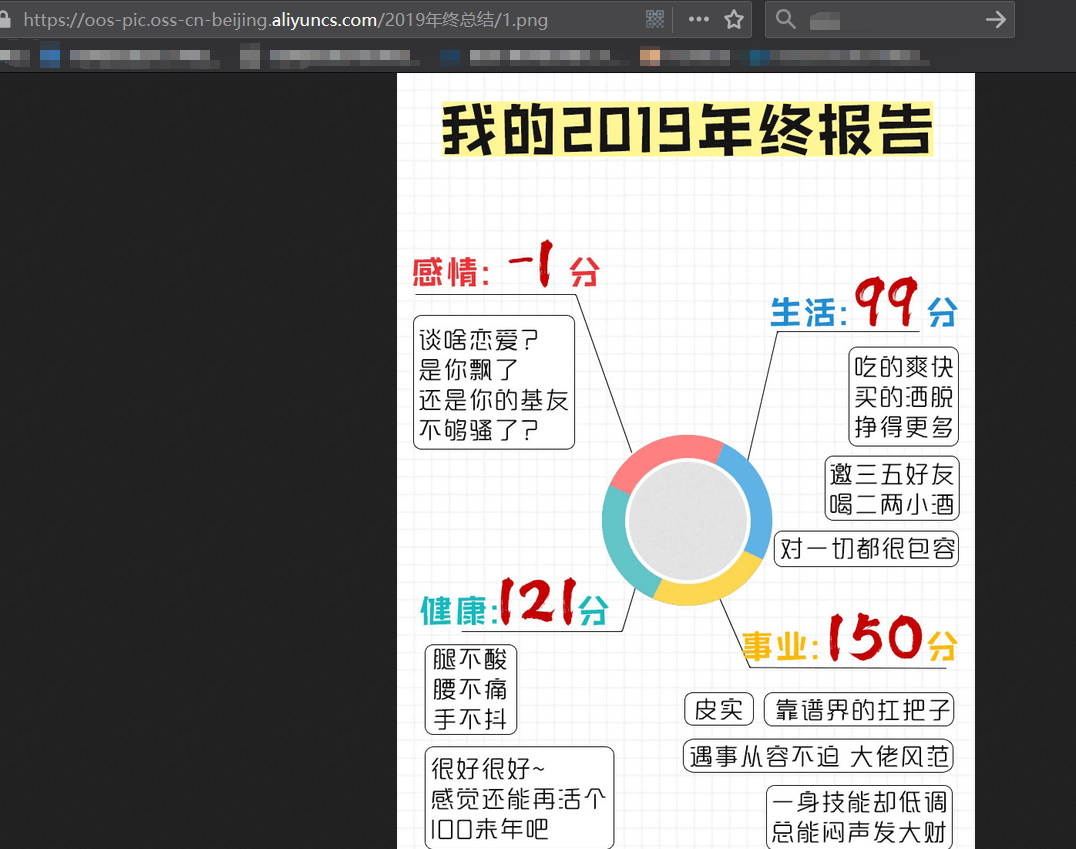 https://oos-pic.oss-cn-beijing.aliyuncs.com/2019年终总结/1.png
我的2019年终报告
感情: -1 分
谈啥恋爱?
是你飘了
还是你的基友
不够骚了?
生活: 99 分
吃的爽快
买的洒脱
挣得更多
邀三五好友
喝二两小酒
对一切都很包容
健康: 121 分
腿不酸
腰不痛
手不抖
很好很好~
感觉还能再活个
100来年吧
事业: 150 分
皮实
靠谱界的扛把子
遇事从容不迫 大佬风范
一身技能却低调
总能闷声发大财